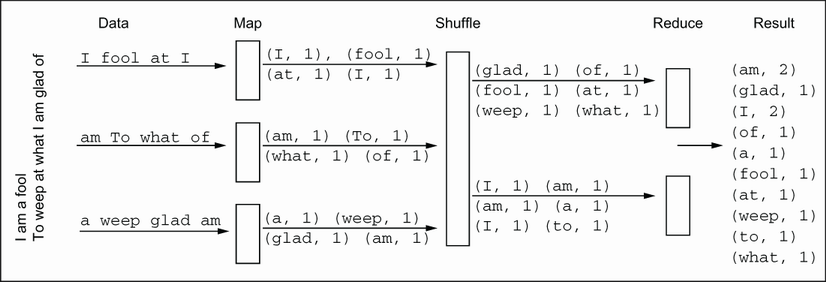 Data Map Shuffle Reduce Result
I am a fool
To weep at what I am glad of
I fool at I
am To what of
a weep glad am
(I, 1), (fool, 1)
(at, 1) (I, 1)
(am, 1) (To, 1)
(what, 1) (of, 1)
(a, 1) (weep, 1)
(glad, 1) (am, 1)
(glad, 1) (of, 1)
(fool, 1) (at, 1)
(weep, 1) (what, 1)
(I, 1) (am, 1)
(am, 1) (a, 1)
(I, 1) (to, 1)
(am, 2)
(glad, 1)
(I, 2)
(of, 1)
(a, 1)
(fool, 1)
(at, 1)
(weep, 1)
(to, 1)
(what, 1)